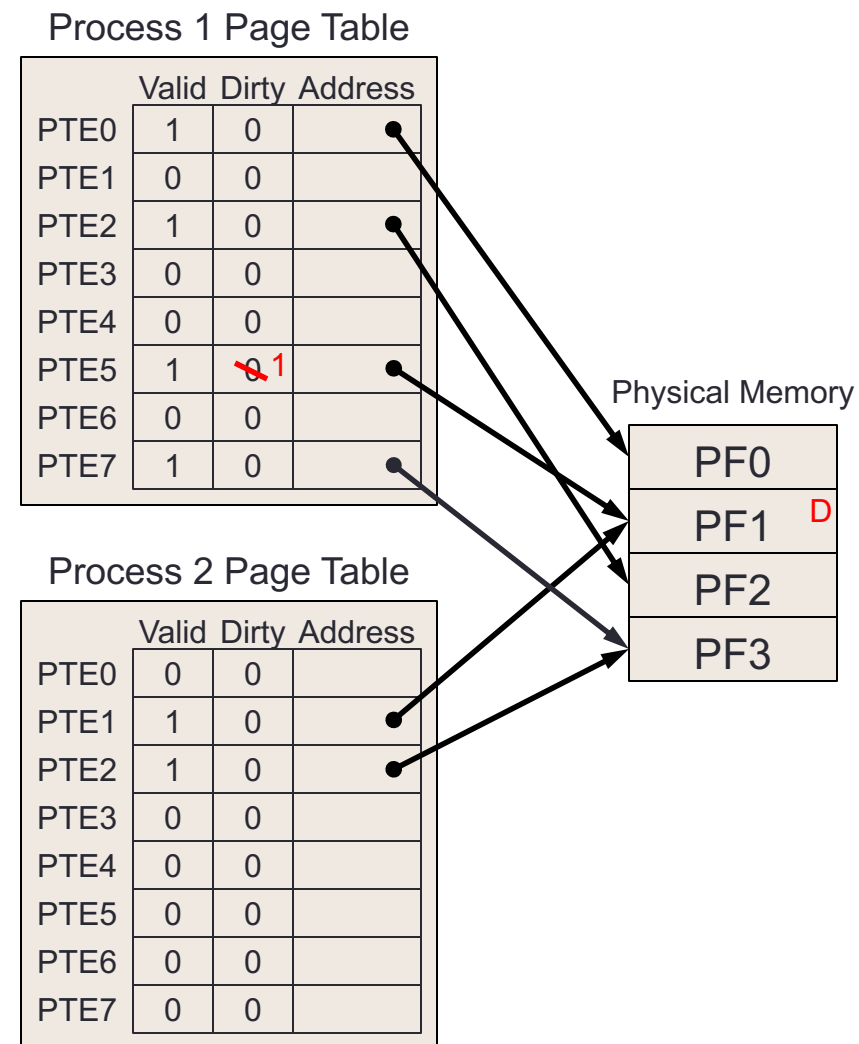 Process 1 Page Table
Valid Dirty Address
PTE0 1 0
PTE1 0 0
PTE2 1 0
PTE3 0 0
PTE4 0 0
PTE5 1 0 1
PTE6 0 0
PTE7 1 0
Physical Memory
PF0
PF1 D
PF2
PF3
Process 2 Page Table
Valid Dirty Address
PTE0 0 0
PTE1 1 0
PTE2 1 0
PTE3 0 0
PTE4 0 0
PTE5 0 0
PTE6 0 0
PTE7 0 0